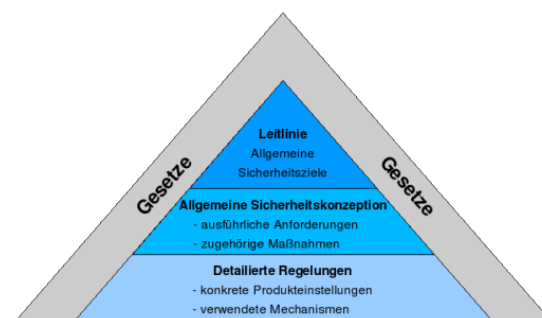 Leitlinie
Allgemeine
Sicherheitsziele
Gesetze
Gesetze
Allgemeine Sicherheitskonzeption
- ausführliche Anforderungen
- zugehörige Maßnahmen
Detailierte Regelungen
- konkrete Produkteinstellungen
- verwendete Mechanismen